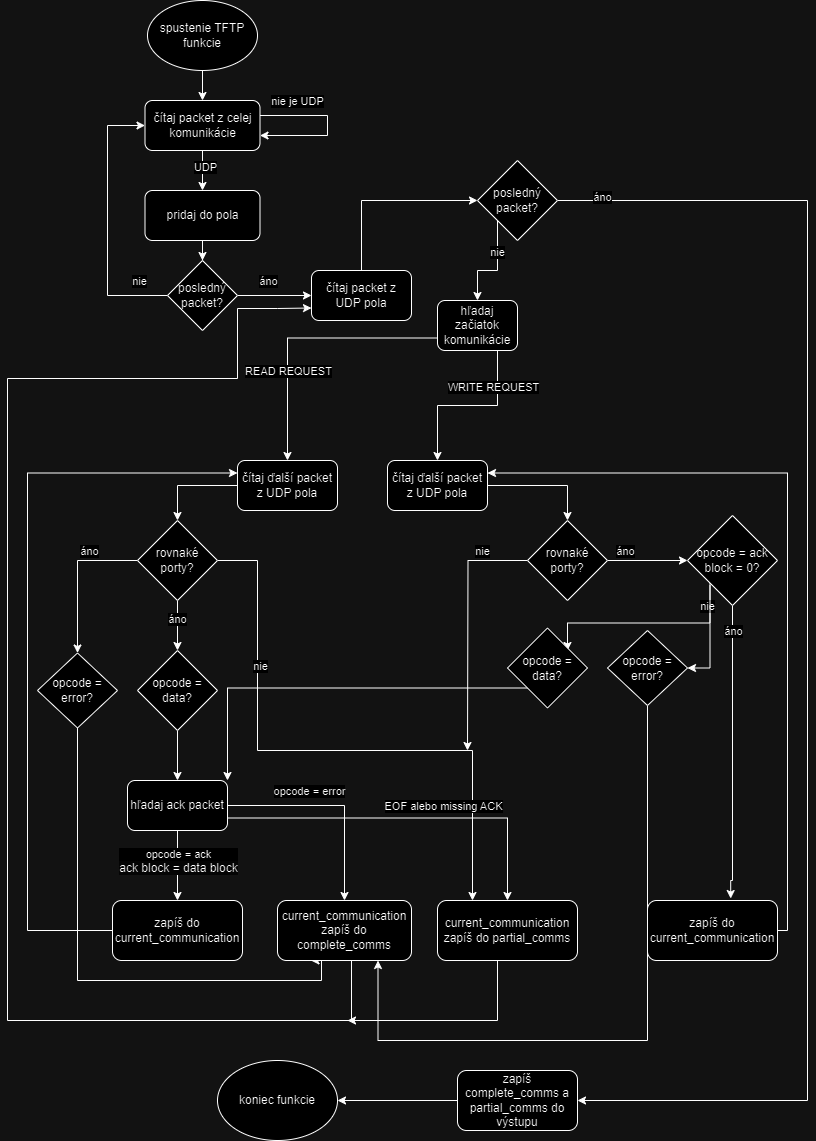 spustenie TFTP
funkcie
nie je UDP
čítaj packet z celej
komunikácie
UDP
pridaj do pola
posledný
packet?
nie
áno
čítaj packet z
UDP pola
posledný
packet?
áno
nie
hľadaj
začiatok
komunikácie
READ REQUEST
WRITE REQUEST
čítaj ďalší packet
z UDP pola
čítaj ďalší packet
z UDP pola
rovnaké
porty?
áno
áno
nie
rovnaké
porty?
nie
áno
opcode = ack
block = 0?
nie
áno
opcode =
error?
opcode =
data?
opcode =
data?
opcode =
error?
hľadaj ack packet
opcode = error
EOF alebo missing ACK
opcode = ack
ack block = data block
zapíš do
current_communication
current_communication
zapíš do
complete_comms
current_communication
zapíš do partial_comms
zapíš do
current_communication
koniec funkcie
zapíš
complete_comms a
partial_comms do
výstupu